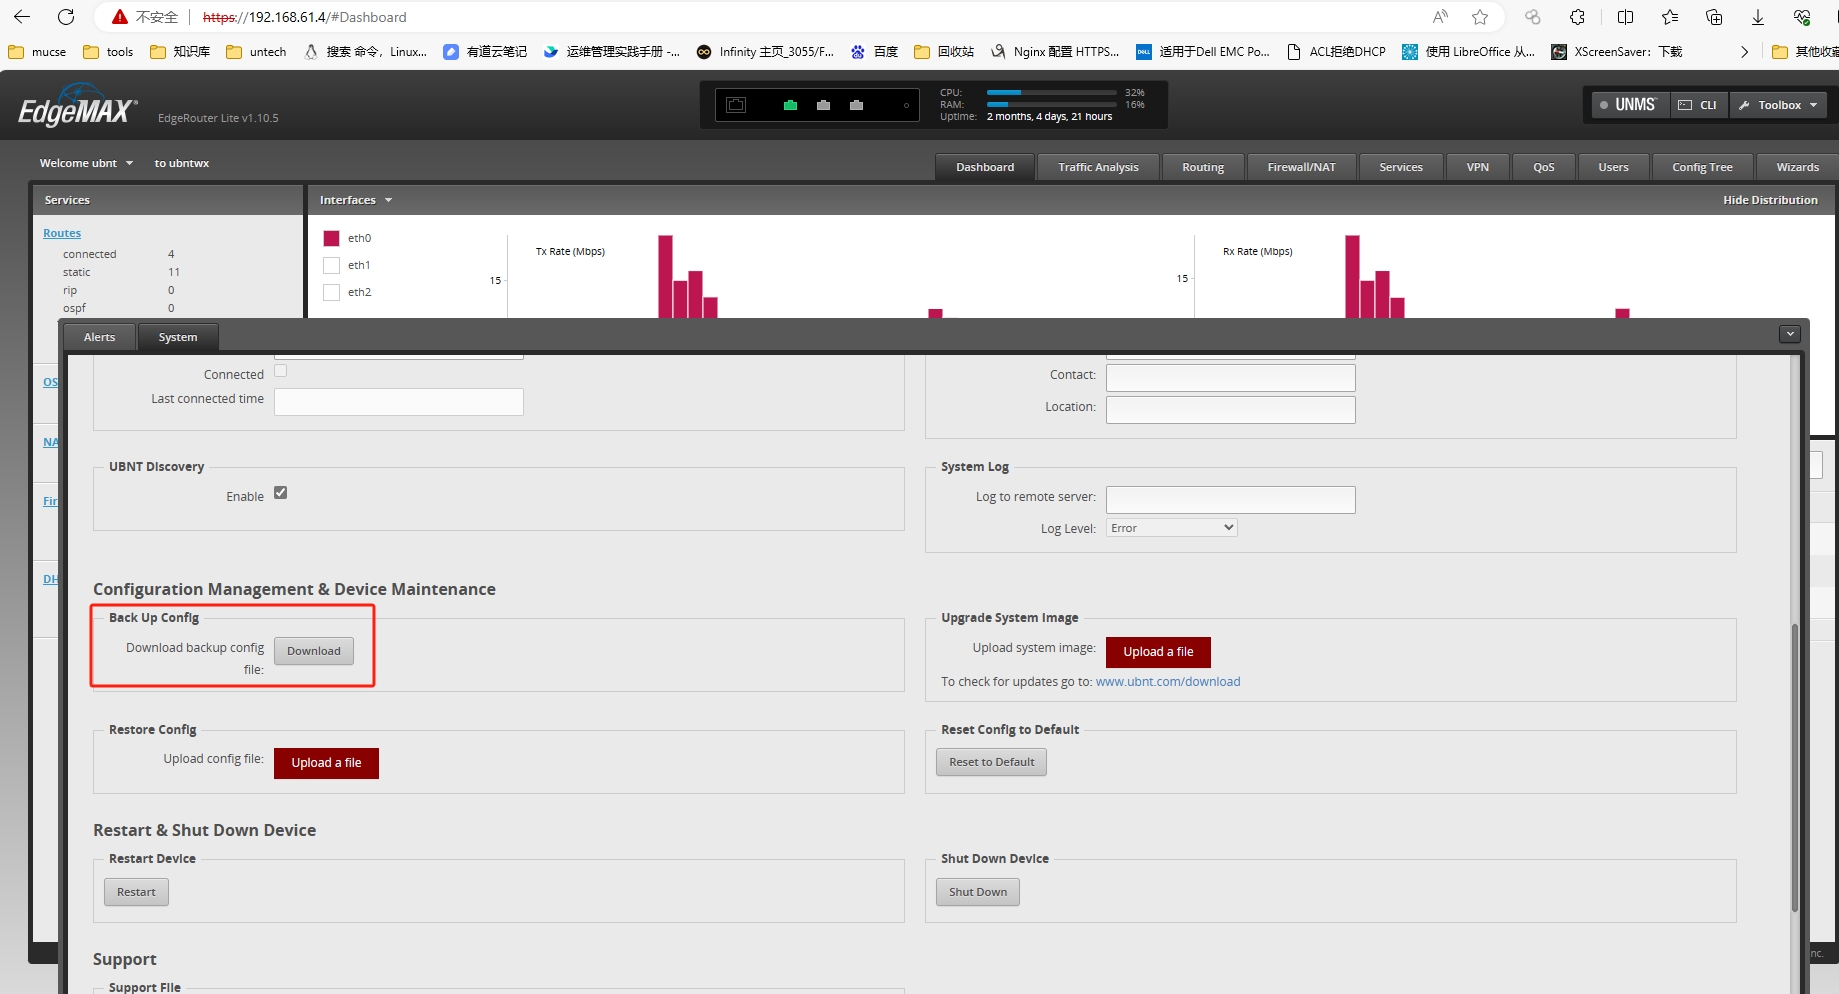 不安全 https://192.168.61.4/#Dashboard
mucse tools 知识库 untech 搜索 命令，Linux... 有道云笔记 运维管理实践手册 -... Infinity 主页_3055/F... 百度 回收站 Nginx 配置 HTTPS... 适用于Dell EMC Po... ACL拒绝DHCP 使用 LibreOffice 从... XScreenSaver：下载 其他收藏
EdgeMAX® EdgeRouter Lite v1.10.5
CPU: 32%
RAM: 16%
Uptime: 2 months, 4 days, 21 hours
UNMS™ CLI Toolbox
Welcome ubnt to ubntwx
Dashboard Traffic Analysis Routing Firewall/NAT Services VPN QoS Users Config Tree Wizards
Services
Interfaces Hide Distribution
Routes
connected 4
static 11
rip 0
ospf 0
eth0
eth1
eth2
Tx Rate (Mbps)
15
Rx Rate (Mbps)
15
Alerts System
OS
NA
Fir
DH
Connected
Last connected time
Contact:
Location:
UBNT Discovery
Enable
System Log
Log to remote server:
Log Level: Error
Configuration Management & Device Maintenance
Back Up Config
Download backup config
file:
Download
Upgrade System Image
Upload system image: Upload a file
To check for updates go to: www.ubnt.com/download
Restore Config
Upload config file: Upload a file
Reset Config to Default
Reset to Default
Restart & Shut Down Device
Restart Device
Restart
Shut Down Device
Shut Down
nc.
Support
Support File